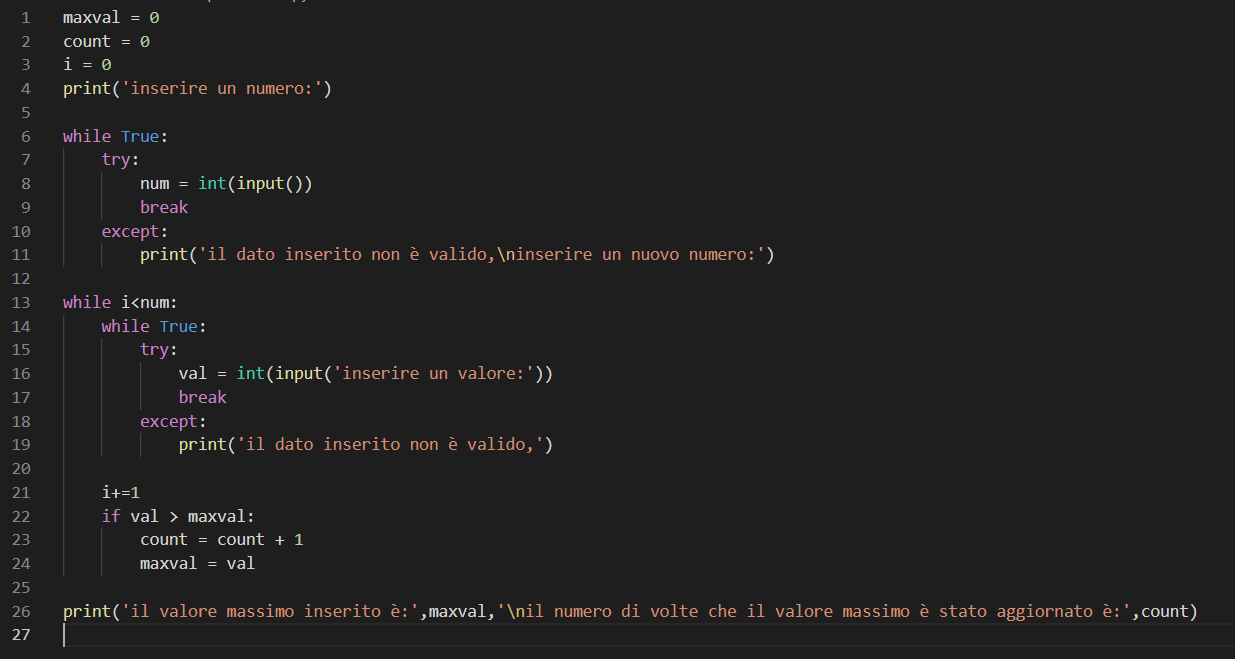 1 maxval = 0
2 count = 0
3 i = 0
4 print('inserire un numero:')
5
6 while True:
7     try:
8         num = int(input())
9         break
10     except:
11         print('il dato inserito non è valido,\ninserire un nuovo numero:')
12
13 while i<num:
14     while True:
15         try:
16             val = int(input('inserire un valore:'))
17             break
18         except:
19             print('il dato inserito non è valido,')
20
21     i+=1
22     if val > maxval:
23         count = count + 1
24         maxval = val
25
26 print('il valore massimo inserito è:',maxval,'\nil numero di volte che il valore massimo è stato aggiornato è:',count)
27